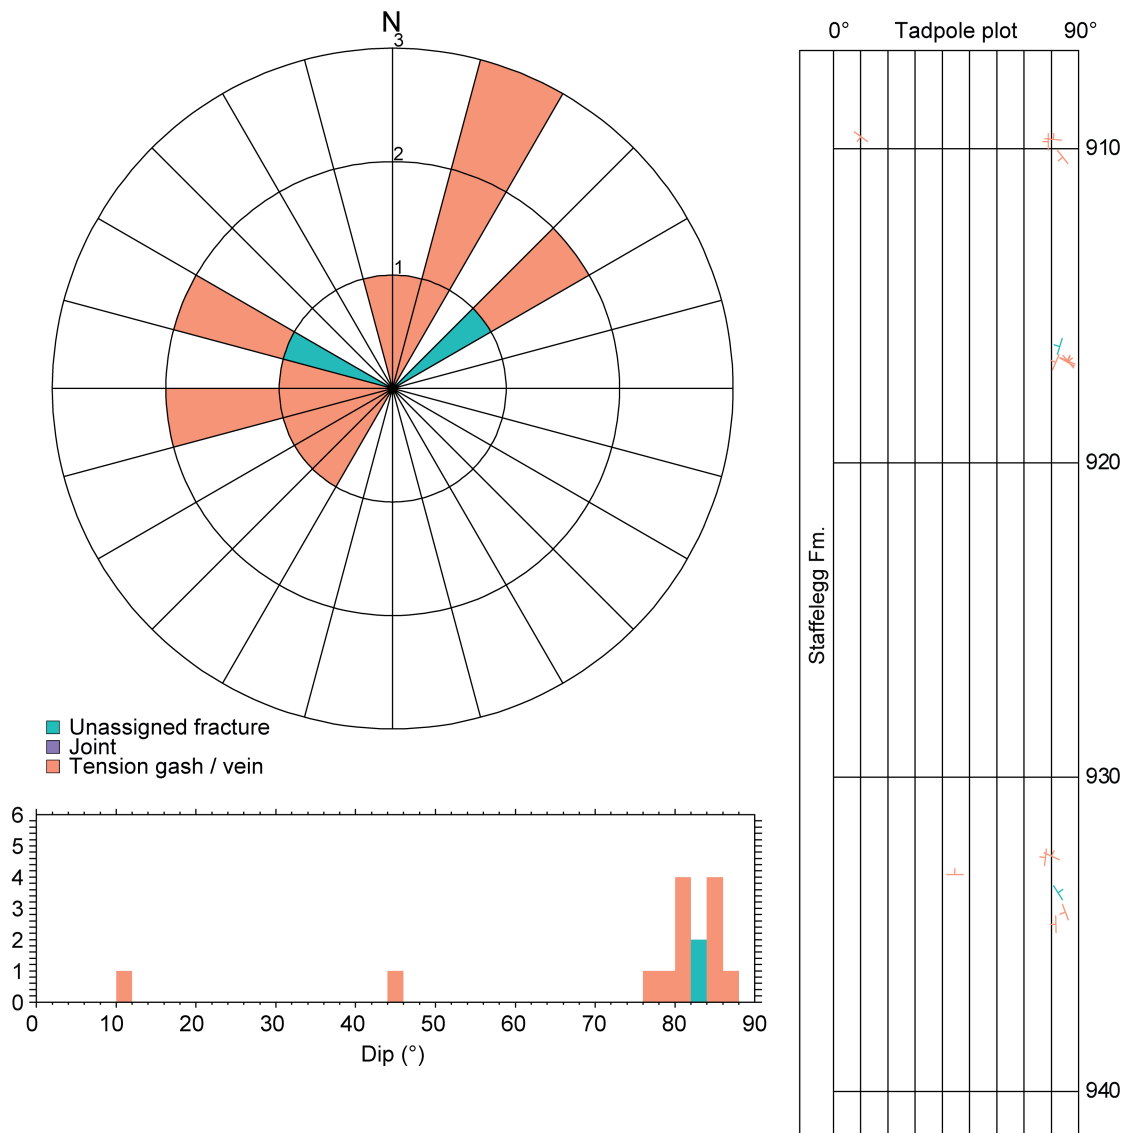 N
3
2
1
Unassigned fracture
Joint
Tension gash / vein
6
5
4
3
2
1
0
0 10 20 30 40 50 60 70 80 90
Dip (°)
0° Tadpole plot 90°
910
920
Staffelegg Fm.
930
940